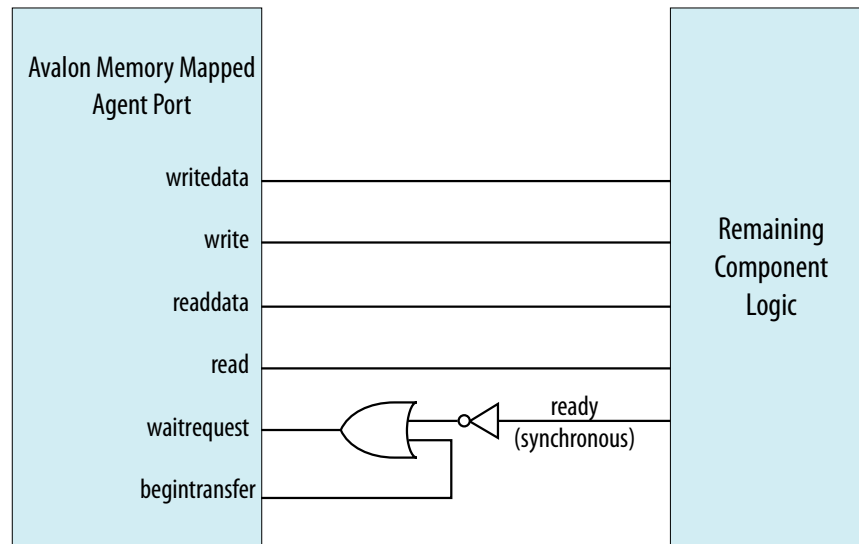 Avalon Memory Mapped
Agent Port
writedata
write
readdata
read
waitrequest
begintransfer
ready
(synchronous)
Remaining
Component
Logic